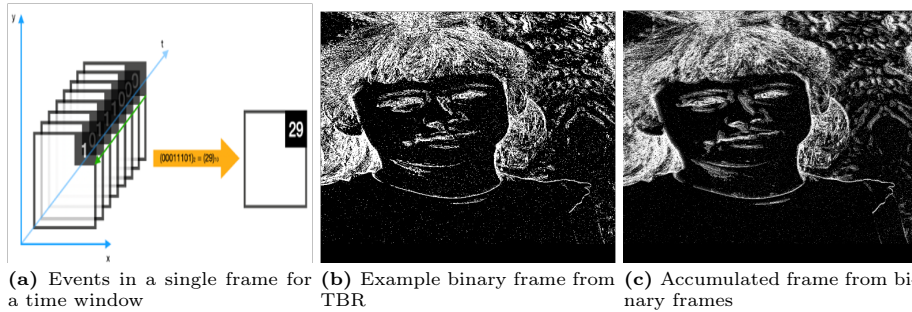 y
t
10111000
(00011101)₂ = (29)₁₀
29
x
(a) Events in a single frame for
a time window
(b) Example binary frame from
TBR
(c) Accumulated frame from bi-
nary frames